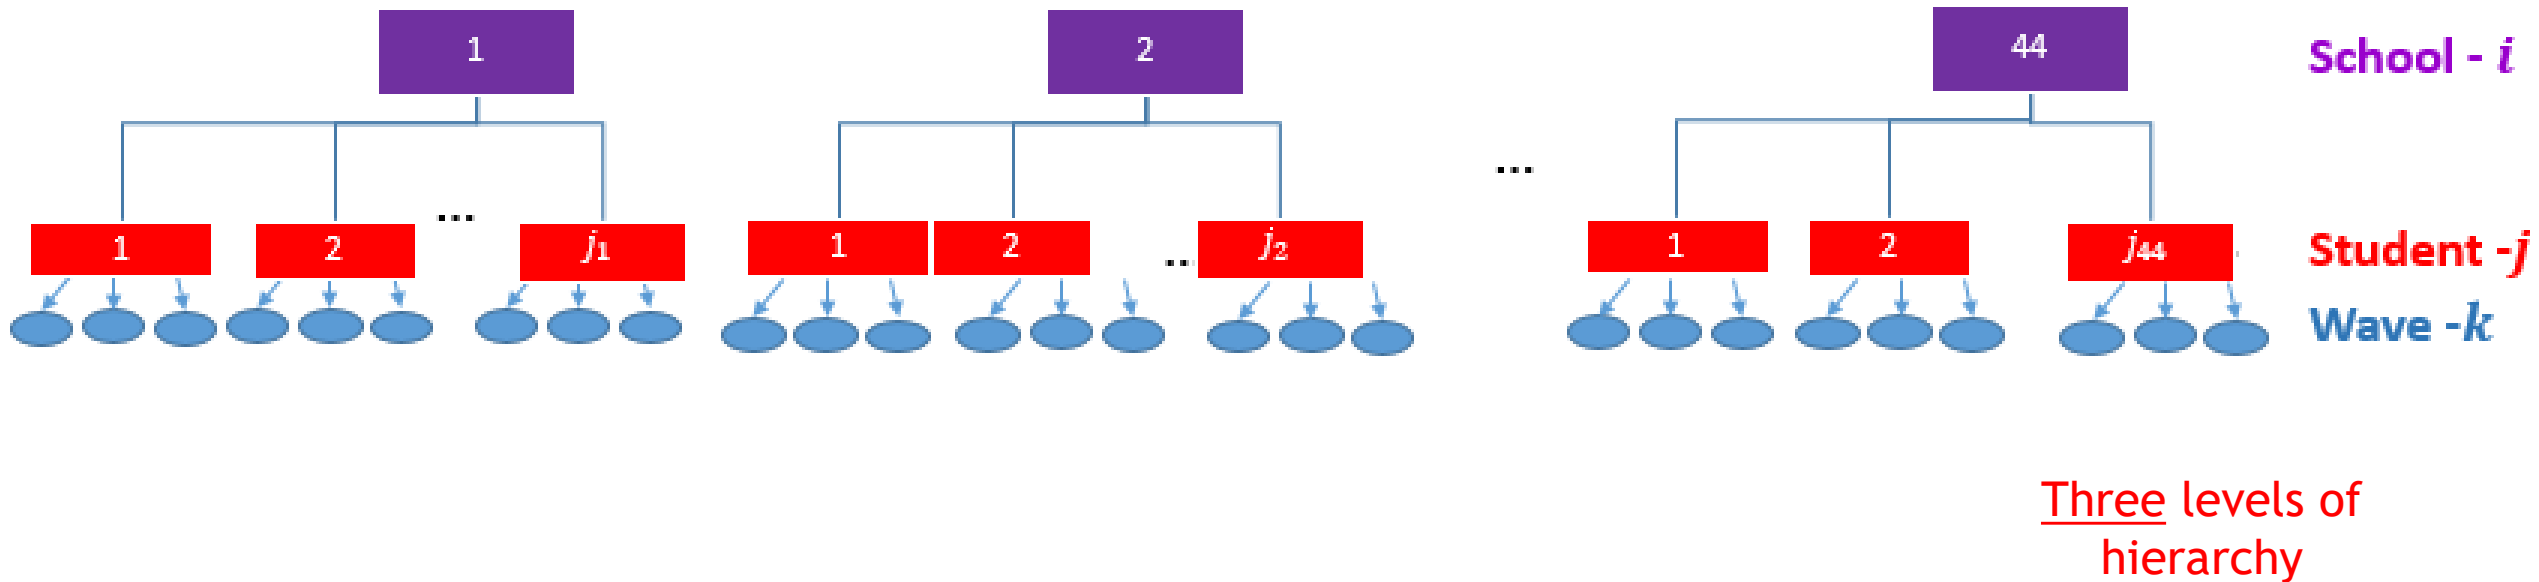 1 2 44 School - i
...
...
1 2 j₁ 1 2 ... j₂ 1 2 j₄₄ Student -j
Wave -k
Three levels of
hierarchy